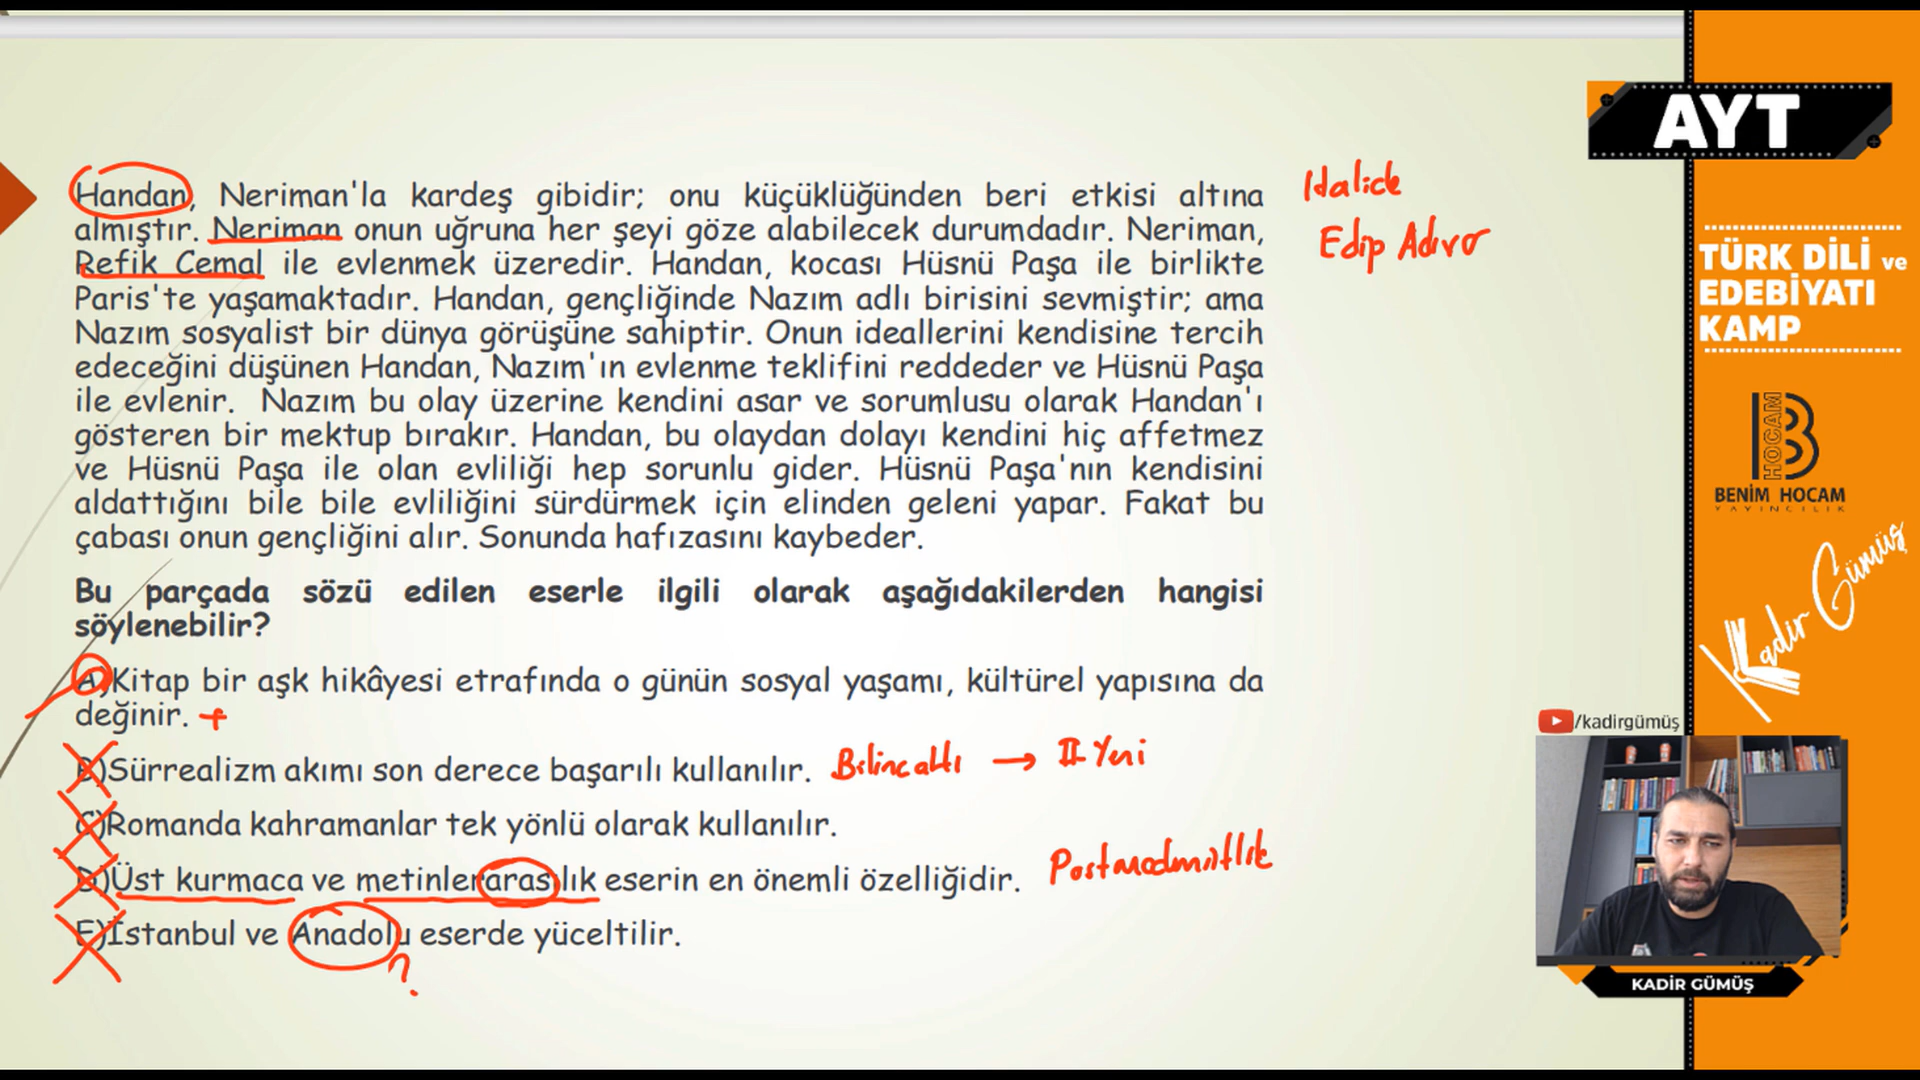 Handan, Neriman'la kardeş gibidir; onu küçüklüğünden beri etkisi altına
almıştır. Neriman onun uğruna her şeyi göze alabilecek durumdadır. Neriman,
Refik Cemal ile evlenmek üzeredir. Handan, kocası Hüsnü Paşa ile birlikte
Paris'te yaşamaktadır. Handan, gençliğinde Nazım adlı birisini sevmiştir; ama
Nazım sosyalist bir dünya görüşüne sahiptir. Onun ideallerini kendisine tercih
edeceğini düşünen Handan, Nazım'ın evlenme teklifini reddeder ve Hüsnü Paşa
ile evlenir. Nazım bu olay üzerine kendini asar ve sorumlusu olarak Handan'ı
gösteren bir mektup bırakır. Handan, bu olaydan dolayı kendini hiç affetmez
ve Hüsnü Paşa ile olan evliliği hep sorunlu gider. Hüsnü Paşa'nın kendisini
aldattığını bile bile evliliğini sürdürmek için elinden geleni yapar. Fakat bu
çabası onun gençliğini alır. Sonunda hafızasını kaybeder.
Halide
Edip Adıvar
Bu parçada sözü edilen eserle ilgili olarak aşağıdakilerden hangisi
söylenebilir?
A)Kitap bir aşk hikâyesi etrafında o günün sosyal yaşamı, kültürel yapısına da
değinir. +
B)Sürrealizm akımı son derece başarılı kullanılır. Bilinçaltı → II Yeni
C)Romanda kahramanlar tek yönlü olarak kullanılır.
D)Üst kurmaca ve metinlerarasılık eserin en önemli özelliğidir.
E)İstanbul ve Anadolu eserde yüceltilir.
?
AYT
TÜRK DİLİ ve
EDEBİYATI
KAMP
HOCAM
B
BENİM HOCAM
YAYINCILIK
Kadir Gümüş
/kadirgümüş
KADİR GÜMÜŞ